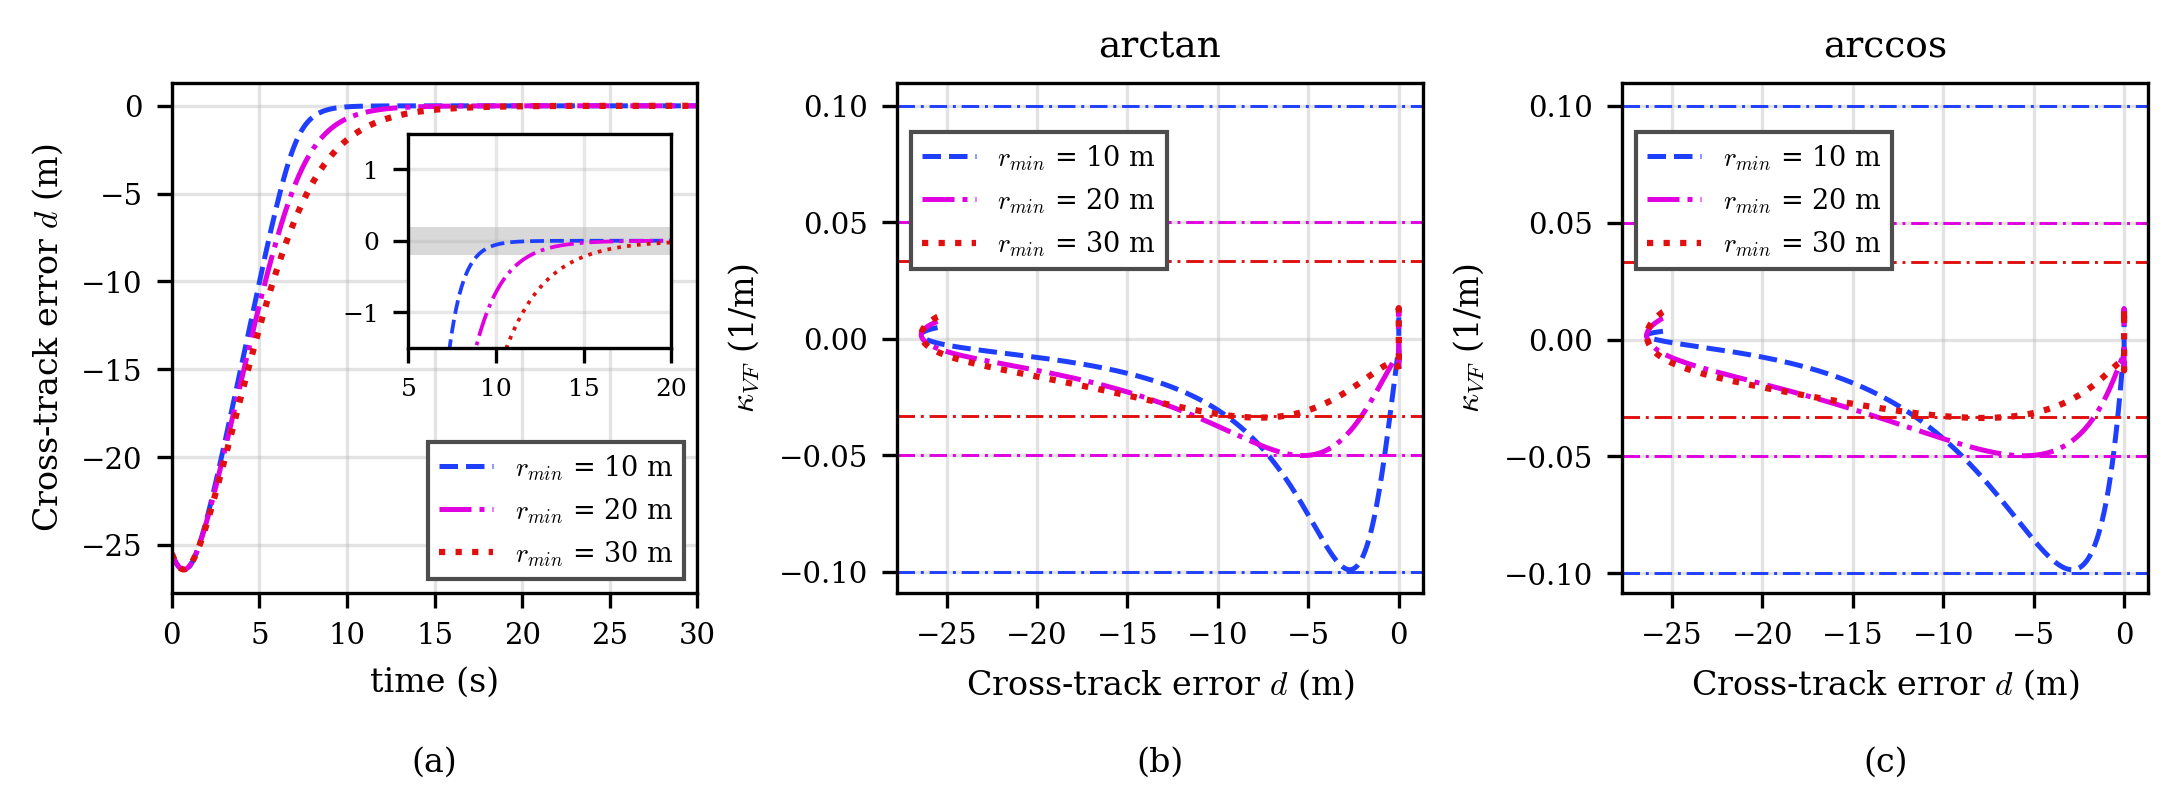 arctan
arccos
Cross-track error d (m)
0
−5
−10
−15
−20
−25
1
0
−1
5
10
15
20
r_min = 10 m
r_min = 20 m
r_min = 30 m
0
5
10
15
20
25
30
time (s)
(a)
κ_VF (1/m)
0.10
0.05
0.00
−0.05
−0.10
r_min = 10 m
r_min = 20 m
r_min = 30 m
−25
−20
−15
−10
−5
0
Cross-track error d (m)
(b)
κ_VF (1/m)
0.10
0.05
0.00
−0.05
−0.10
r_min = 10 m
r_min = 20 m
r_min = 30 m
−25
−20
−15
−10
−5
0
Cross-track error d (m)
(c)